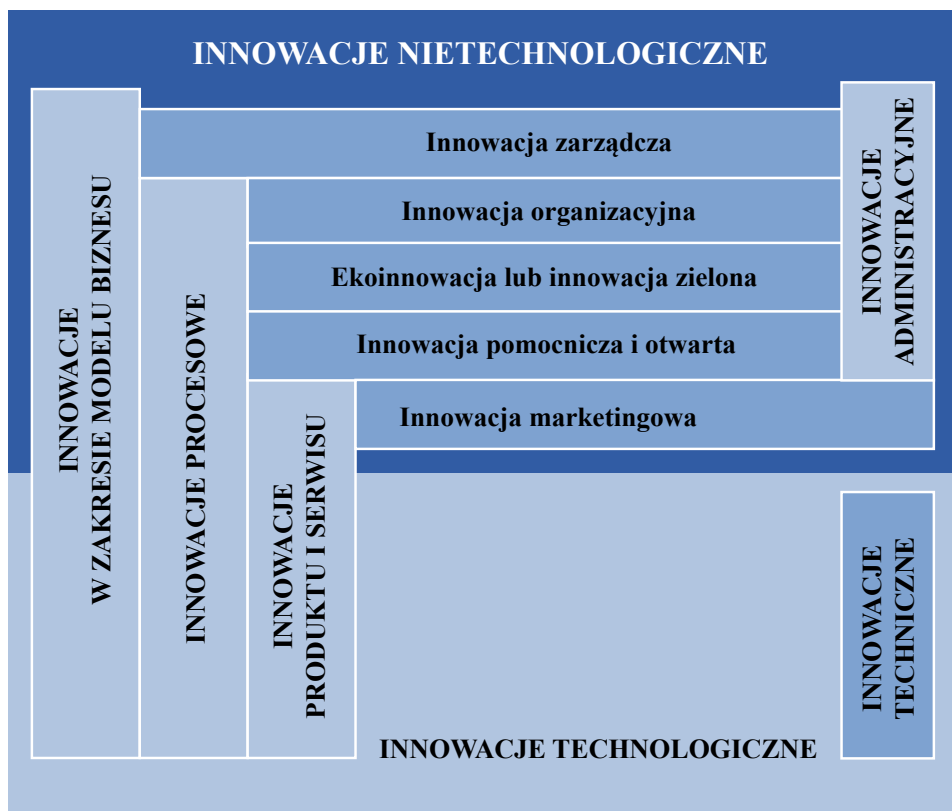 INNOWACJE NIETECHNOLOGICZNE
INNOWACJE
W ZAKRESIE MODELU BIZNESU
INNOWACJE PROCESOWE
INNOWACJE
PRODUKTU I SERWISU
Innowacja zarządcza
Innowacja organizacyjna
Ekoinnowacja lub innowacja zielona
Innowacja pomocnicza i otwarta
Innowacja marketingowa
INNOWACJE
ADMINISTRACYJNE
INNOWACJE
TECHNICZNE
INNOWACJE TECHNOLOGICZNE